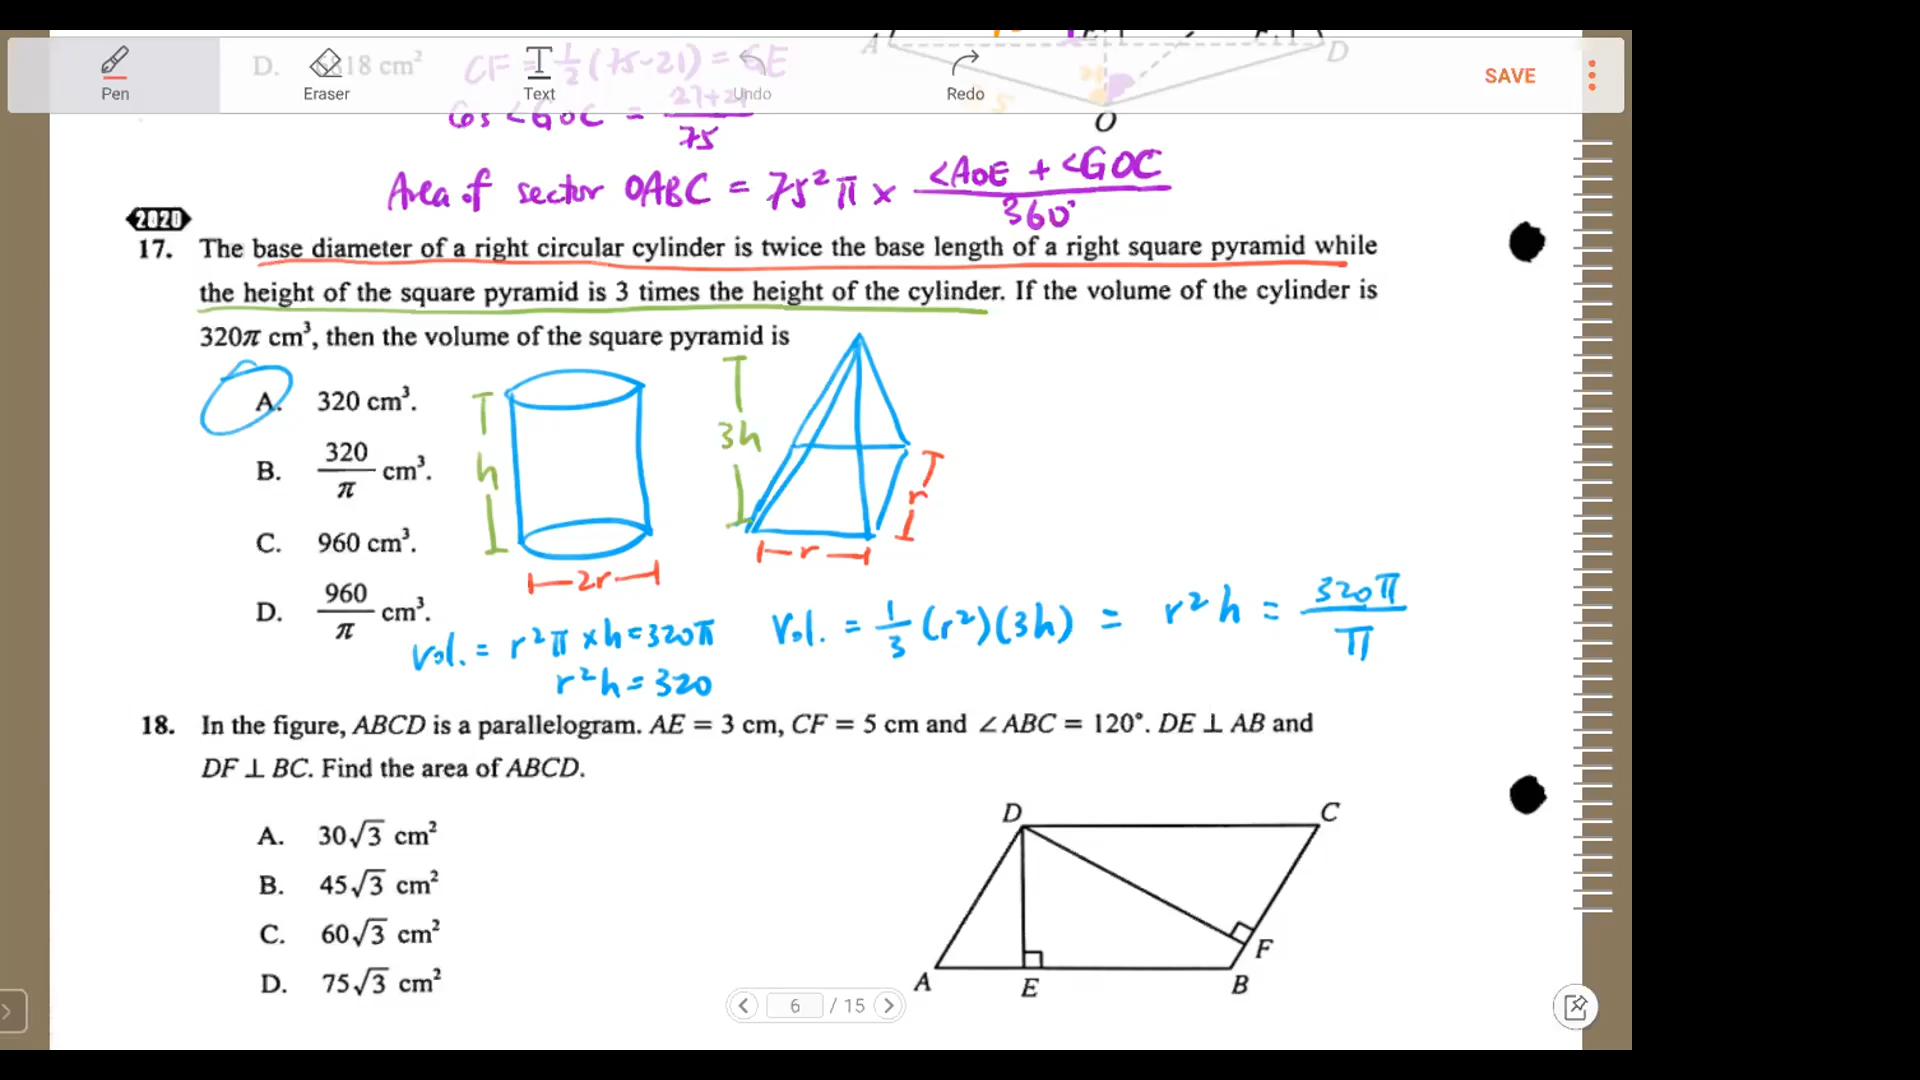 D. 818 cm² CF = ½ (75-21) = GE
A E D
Pen Eraser Text Undo Redo SAVE
Cos <GOC = 27+2 / 75
O
Area of sector OABC = 75²π × <AOE + <GOC / 360°
2020
17. The base diameter of a right circular cylinder is twice the base length of a right square pyramid while
the height of the square pyramid is 3 times the height of the cylinder. If the volume of the cylinder is
320π cm³, then the volume of the square pyramid is
A. 320 cm³.
B. 320/π cm³.
C. 960 cm³.
D. 960/π cm³.
h
2r
3h
r
r
vol. = r²π × h = 320π
r²h = 320
Vol. = 1/3 (r²)(3h) = r²h = 320π/π
18. In the figure, ABCD is a parallelogram. AE = 3 cm, CF = 5 cm and ∠ABC = 120°. DE ⊥ AB and
DF ⊥ BC. Find the area of ABCD.
A. 30√3 cm²
B. 45√3 cm²
C. 60√3 cm²
D. 75√3 cm²
D C
F
A E B
6 / 15